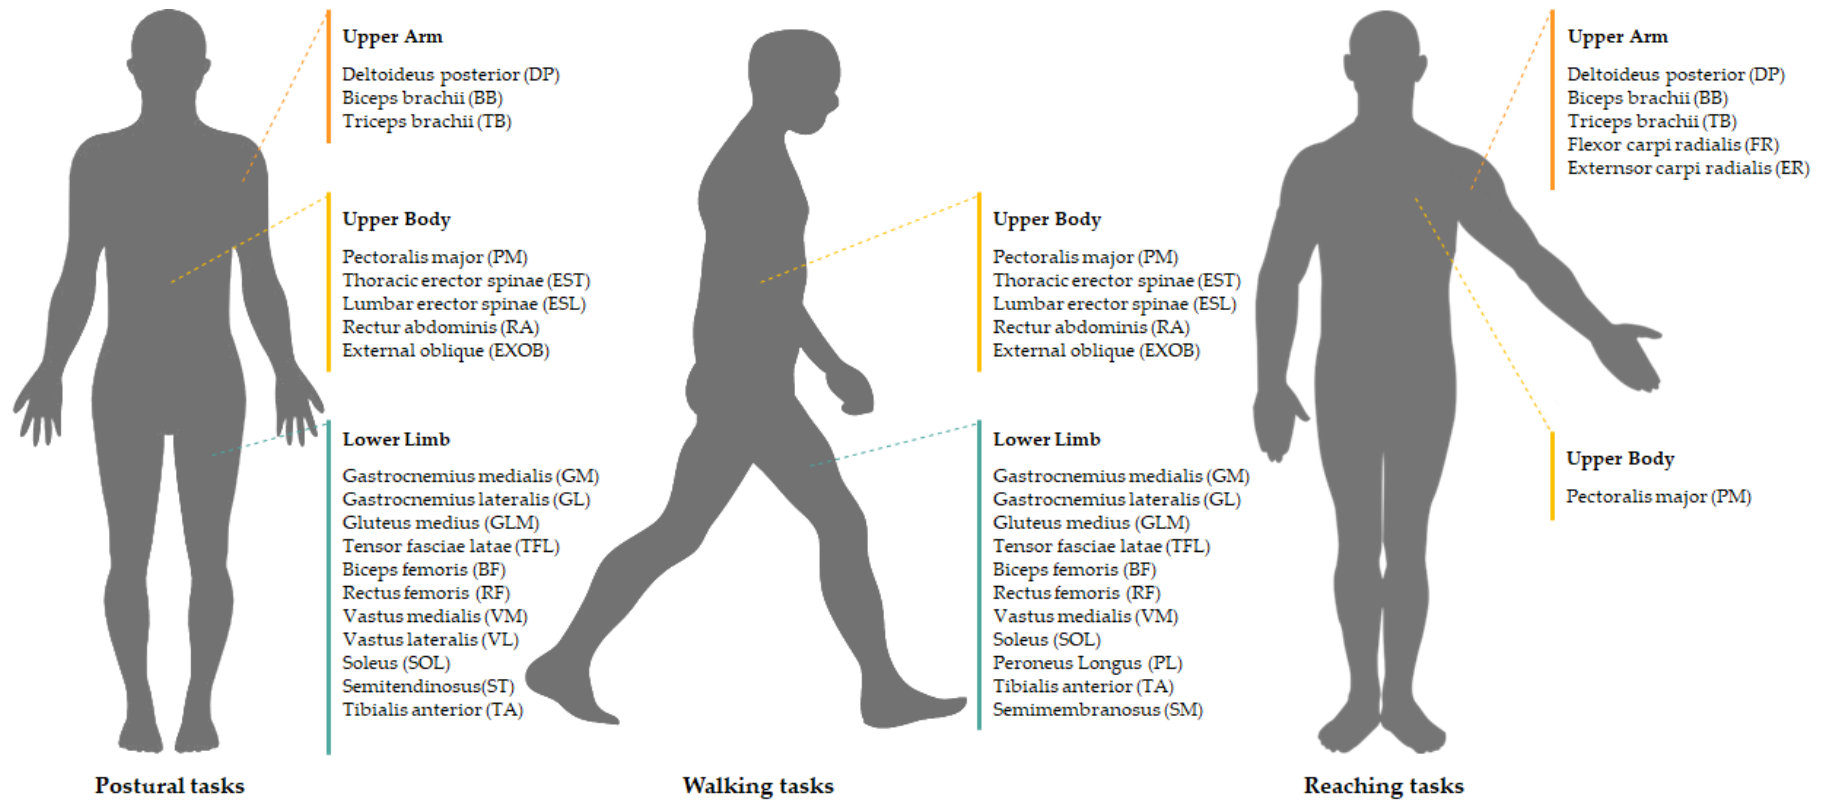 Upper Arm
Deltoideus posterior (DP)
Biceps brachii (BB)
Triceps brachii (TB)
Upper Body
Pectoralis major (PM)
Thoracic erector spinae (EST)
Lumbar erector spinae (ESL)
Rectur abdominis (RA)
External oblique (EXOB)
Lower Limb
Gastrocnemius medialis (GM)
Gastrocnemius lateralis (GL)
Gluteus medius (GLM)
Tensor fasciae latae (TFL)
Biceps femoris (BF)
Rectus femoris (RF)
Vastus medialis (VM)
Vastus lateralis (VL)
Soleus (SOL)
Semitendinosus(ST)
Tibialis anterior (TA)
Postural tasks
Upper Body
Pectoralis major (PM)
Thoracic erector spinae (EST)
Lumbar erector spinae (ESL)
Rectur abdominis (RA)
External oblique (EXOB)
Lower Limb
Gastrocnemius medialis (GM)
Gastrocnemius lateralis (GL)
Gluteus medius (GLM)
Tensor fasciae latae (TFL)
Biceps femoris (BF)
Rectus femoris (RF)
Vastus medialis (VM)
Soleus (SOL)
Peroneus Longus (PL)
Tibialis anterior (TA)
Semimembranosus (SM)
Walking tasks
Upper Arm
Deltoideus posterior (DP)
Biceps brachii (BB)
Triceps brachii (TB)
Flexor carpi radialis (FR)
Externsor carpi radialis (ER)
Upper Body
Pectoralis major (PM)
Reaching tasks